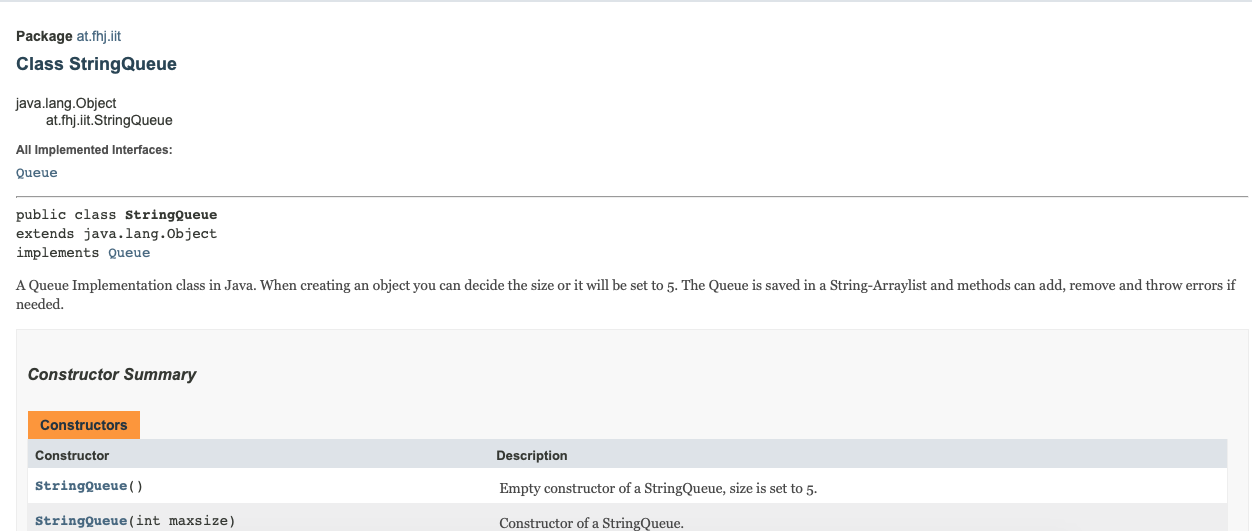 Package at.fhj.iit
Class StringQueue
java.lang.Object
at.fhj.iit.StringQueue
All Implemented Interfaces:
Queue
public class StringQueue
extends java.lang.Object
implements Queue
A Queue Implementation class in Java. When creating an object you can decide the size or it will be set to 5. The Queue is saved in a String-Arraylist and methods can add, remove and throw errors if
needed.
Constructor Summary
Constructors
Constructor Description
StringQueue() Empty constructor of a StringQueue, size is set to 5.
StringQueue(int maxsize) Constructor of a StringQueue.